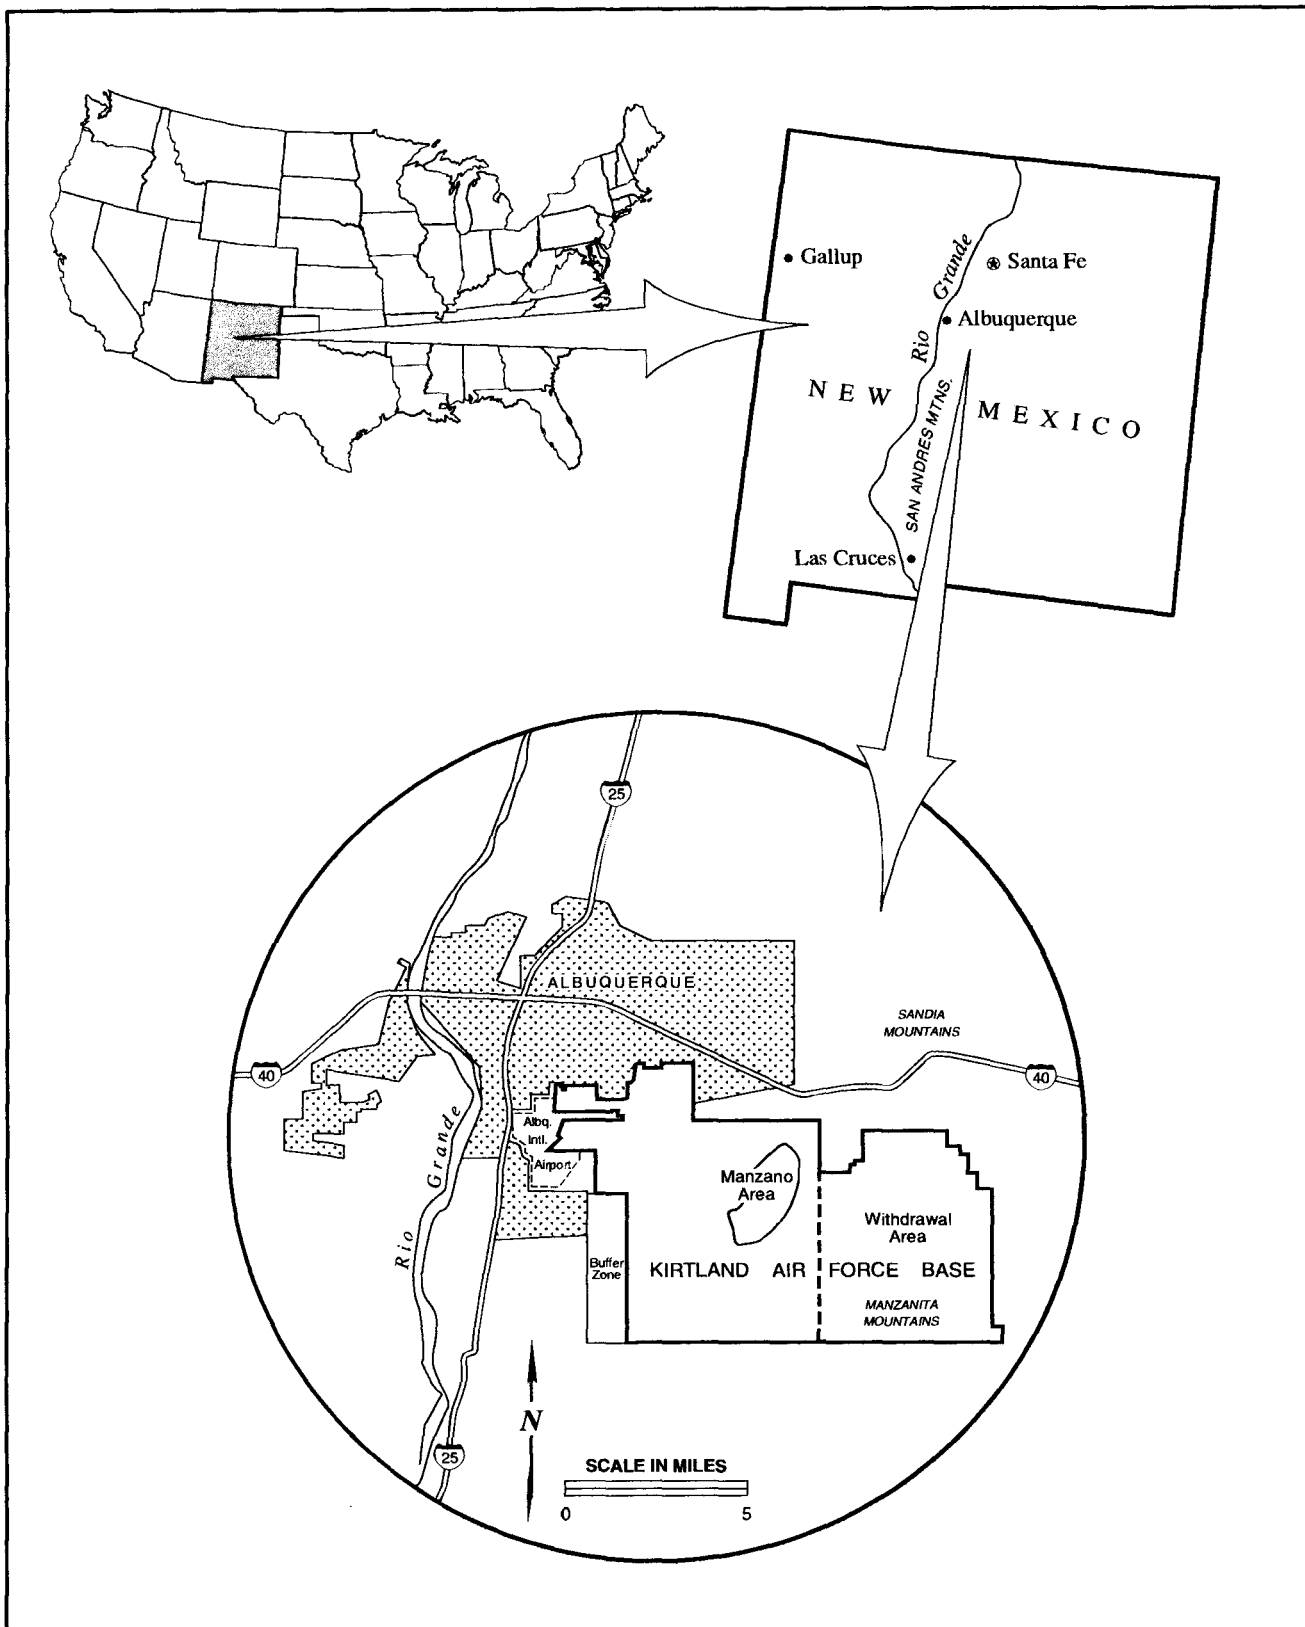 Gallup
Santa Fe
Rio Grande
Albuquerque
NEW MEXICO
SAN ANDRES MTNS.
Las Cruces
25
ALBUQUERQUE
SANDIA
MOUNTAINS
40
40
Albq.
Intl.
Airport
Rio Grande
Manzano
Area
Withdrawal
Area
Buffer
Zone
KIRTLAND AIR FORCE BASE
MANZANITA
MOUNTAINS
N
25
SCALE IN MILES
0 5